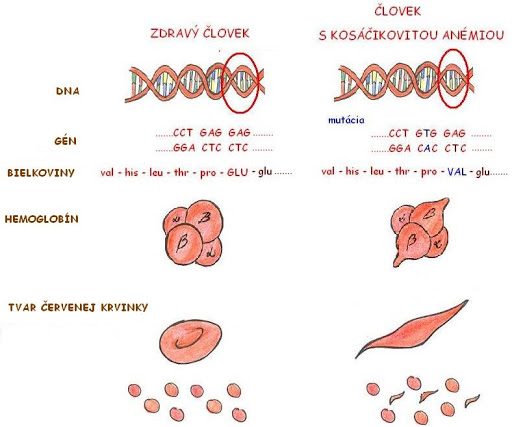 ZDRAVÝ ČLOVEK
ČLOVEK
S KOSÁČIKOVITOU ANÉMIOU
DNA
mutácia
GÉN
......CCT GAG GAG........
GGA CTC CTC
......CCT GTG GAG........
GGA CAC CTC
BIELKOVINY
val - his - leu - thr - pro - GLU - glu.......
val - his - leu - thr - pro - VAL - glu.......
HEMOGLOBÍN
α β
β α
α β
β α
TVAR ČERVENEJ KRVINKY